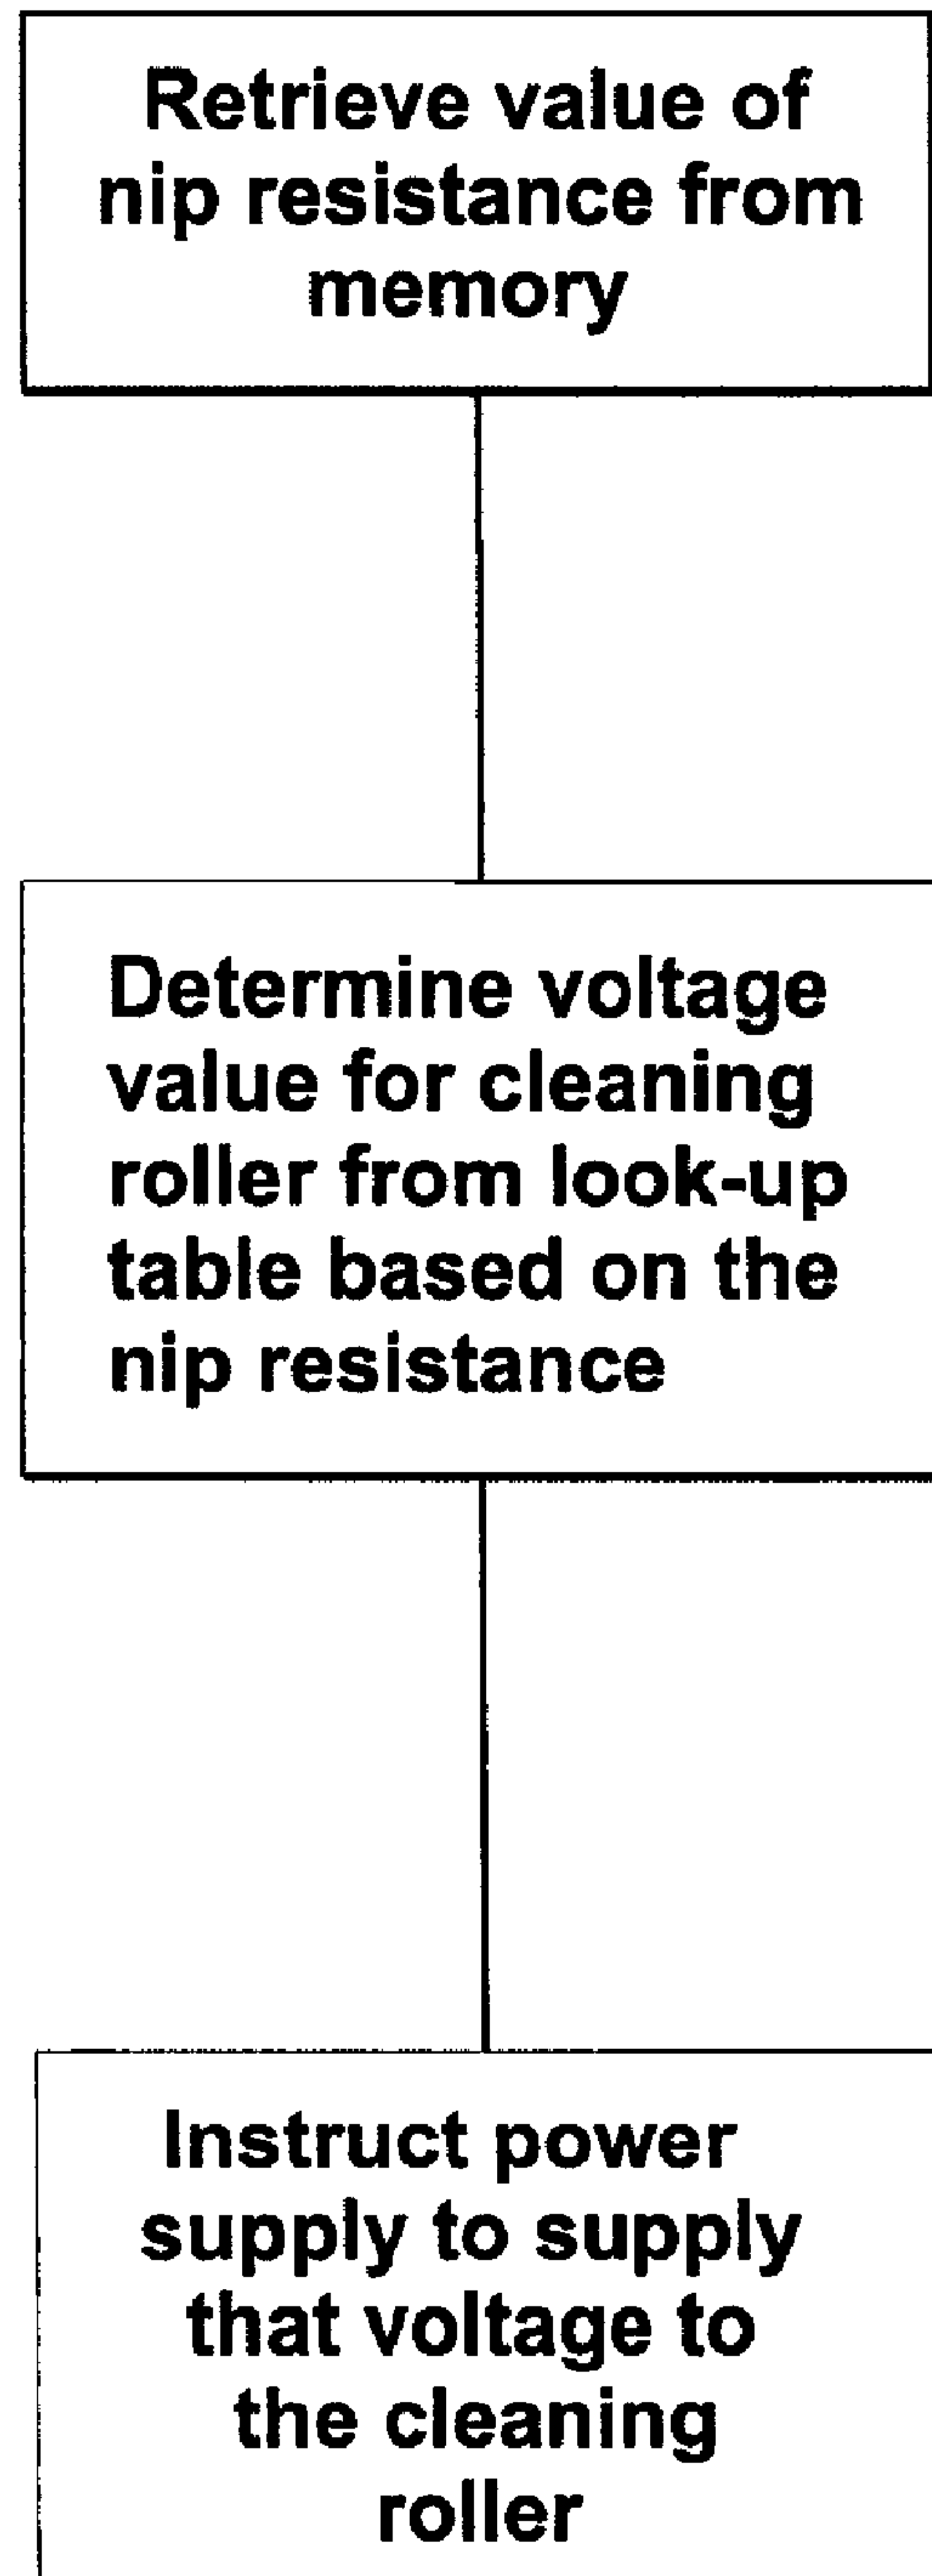 Retrieve value of
nip resistance from
memory
Determine voltage
value for cleaning
roller from look-up
table based on the
nip resistance
Instruct power
supply to supply
that voltage to
the cleaning
roller